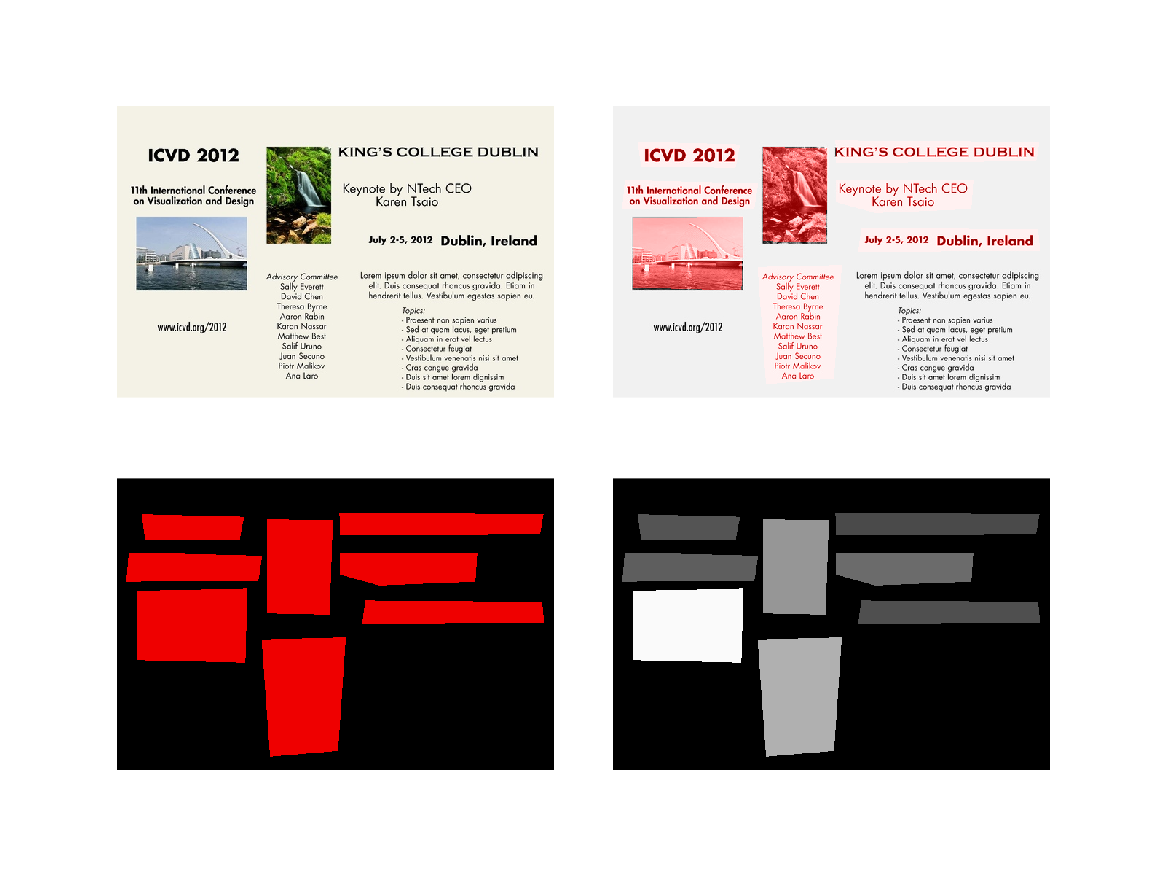 ICVD 2012
11th International Conference
on Visualization and Design
www.icvd.org/2012
Advisory Committee
Sally Everett
David Chen
Theresa Byrne
Aaron Rabin
Karan Nassar
Matthew Best
Salif Uruno
Juan Secuno
Piotr Malikov
Ana Laro
KING'S COLLEGE DUBLIN
Keynote by NTech CEO
Karen Tsaio
July 2-5, 2012 Dublin, Ireland
Lorem ipsum dolor sit amet, consectetur adipiscing
elit. Duis consequat rhoncus gravida. Etiam in
hendrerit tellus. Vestibulum egestas sapien eu
Topics:
- Praesent non sapien varius
- Sed at quam lacus, eget pretium
- Aliquam in erat vel lectus
- Consectetur feugiat
- Vestibulum venenatis nisi sit amet
- Cras congue gravida
- Duis sit amet lorem dignissim
- Duis consequat rhoncus gravida
ICVD 2012
11th International Conference
on Visualization and Design
www.icvd.org/2012
Advisory Committee
Sally Everett
David Chen
Theresa Byrne
Aaron Rabin
Karan Nassar
Matthew Best
Salif Uruno
Juan Secuno
Piotr Malikov
Ana Laro
KING'S COLLEGE DUBLIN
Keynote by NTech CEO
Karen Tsaio
July 2-5, 2012 Dublin, Ireland
Lorem ipsum dolor sit amet, consectetur adipiscing
elit. Duis consequat rhoncus gravida. Etiam in
hendrerit tellus. Vestibulum egestas sapien eu
Topics:
- Praesent non sapien varius
- Sed at quam lacus, eget pretium
- Aliquam in erat vel lectus
- Consectetur feugiat
- Vestibulum venenatis nisi sit amet
- Cras congue gravida
- Duis sit amet lorem dignissim
- Duis consequat rhoncus gravida